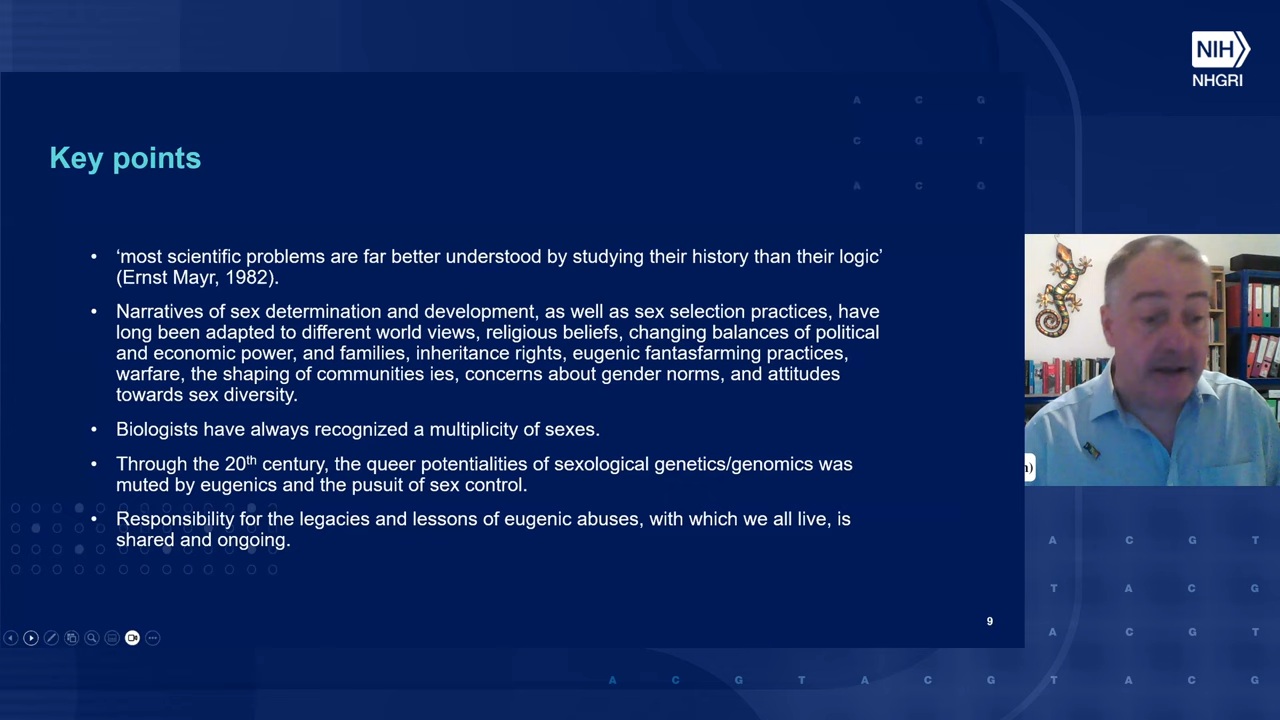 NIH
NHGRI
A C G
C G T
A C G
Key points
• ‘most scientific problems are far better understood by studying their history than their logic’
(Ernst Mayr, 1982).
• Narratives of sex determination and development, as well as sex selection practices, have
long been adapted to different world views, religious beliefs, changing balances of political
and economic power, and families, inheritance rights, eugenic fantasfarming practices,
warfare, the shaping of communities ies, concerns about gender norms, and attitudes
towards sex diversity.
• Biologists have always recognized a multiplicity of sexes.
• Through the 20th century, the queer potentialities of sexological genetics/genomics was
muted by eugenics and the pusuit of sex control.
• Responsibility for the legacies and lessons of eugenic abuses, with which we all live, is
shared and ongoing.
9
n)
A C G T
T A C G
A C G T
A C G T A C G T A C G